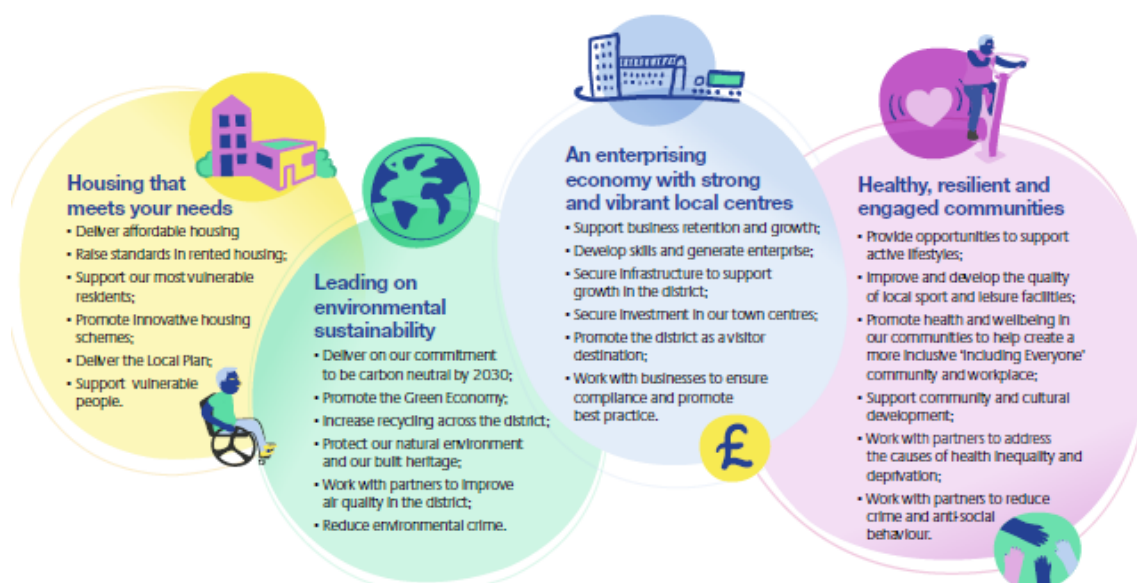 Housing that
meets your needs
• Deliver affordable housing
• Raise standards in rented housing;
• Support our most vulnerable
residents;
• Promote innovative housing
schemes;
• Deliver the Local Plan;
• Support vulnerable
people.
Leading on
environmental
sustainability
• Deliver on our commitment
to be carbon neutral by 2030;
• Promote the Green Economy;
• Increase recycling across the district;
• Protect our natural environment
and our built heritage;
• Work with partners to improve
air quality in the district;
• Reduce environmental crime.
An enterprising
economy with strong
and vibrant local centres
• Support business retention and growth;
• Develop skills and generate enterprise;
• Secure infrastructure to support
growth in the district;
• Secure investment in our town centres;
• Promote the district as a visitor
destination;
• Work with businesses to ensure
compliance and promote
best practice.
£
Healthy, resilient and
engaged communities
• Provide opportunities to support
active lifestyles;
• Improve and develop the quality
of local sport and leisure facilities;
• Promote health and wellbeing in
our communities to help create a
more inclusive 'Including Everyone'
community and workplace;
• Support community and cultural
development;
• Work with partners to address
the causes of health inequality and
deprivation;
• Work with partners to reduce
crime and anti-social
behaviour.